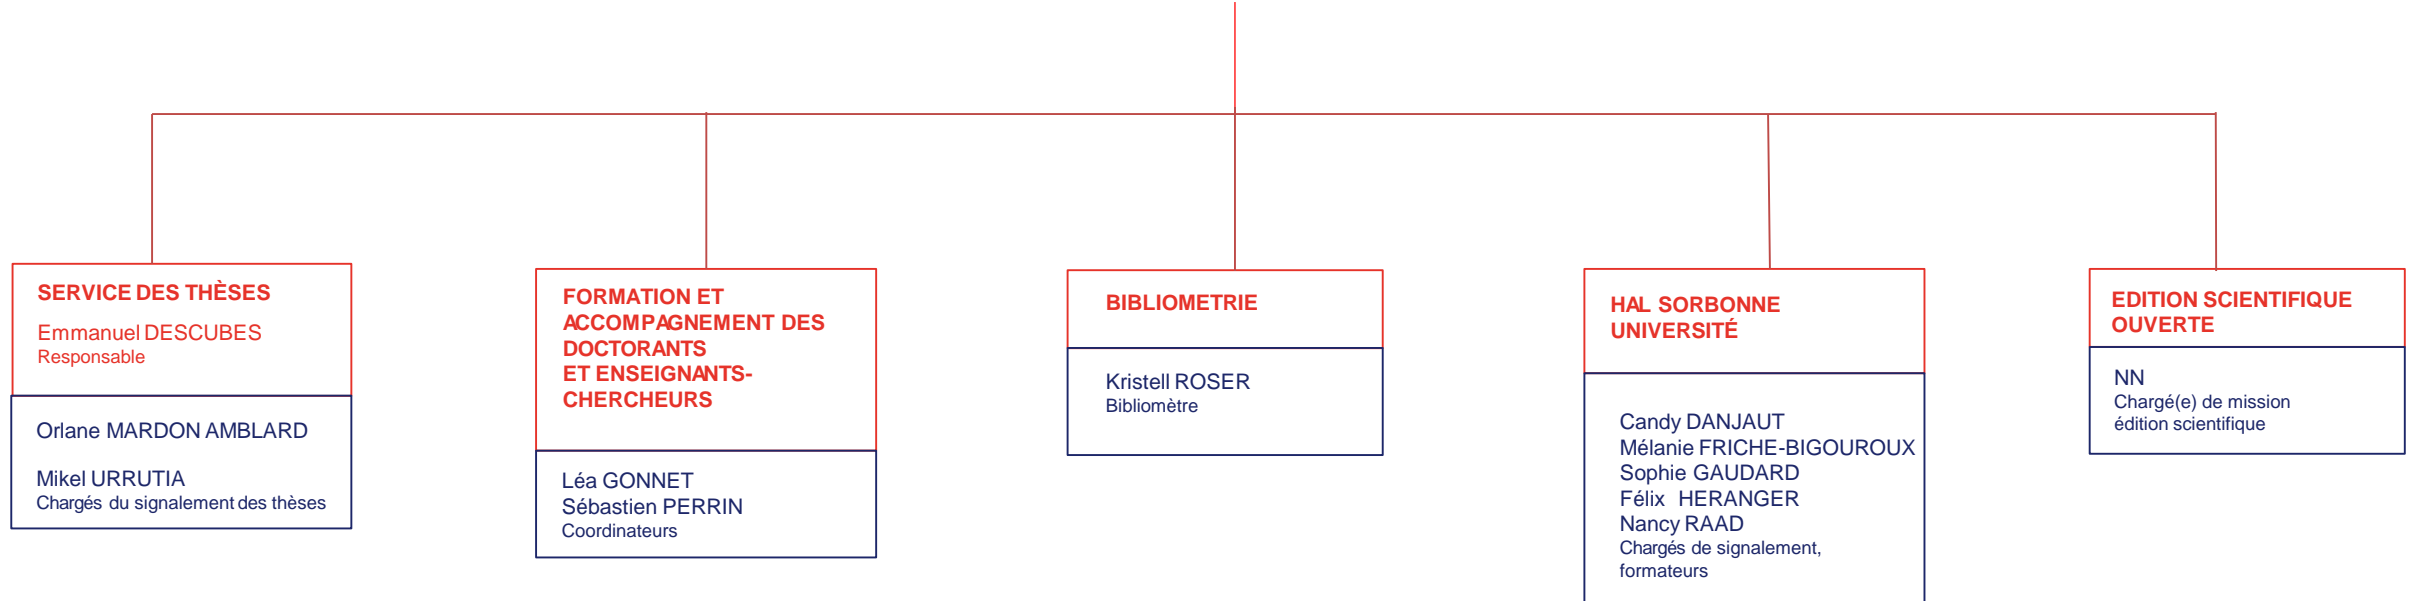 SERVICE DES THÈSES
Emmanuel DESCUBES
Responsable
Orlane MARDON AMBLARD
Mikel URRUTIA
Chargés du signalement des thèses
FORMATION ET
ACCOMPAGNEMENT DES
DOCTORANTS
ET ENSEIGNANTS-
CHERCHEURS
Léa GONNET
Sébastien PERRIN
Coordinateurs
BIBLIOMETRIE
Kristell ROSER
Bibliomètre
HAL SORBONNE
UNIVERSITÉ
Candy DANJAUT
Mélanie FRICHE-BIGOUROUX
Sophie GAUDARD
Félix HERANGER
Nancy RAAD
Chargés de signalement,
formateurs
EDITION SCIENTIFIQUE
OUVERTE
NN
Chargé(e) de mission
édition scientifique